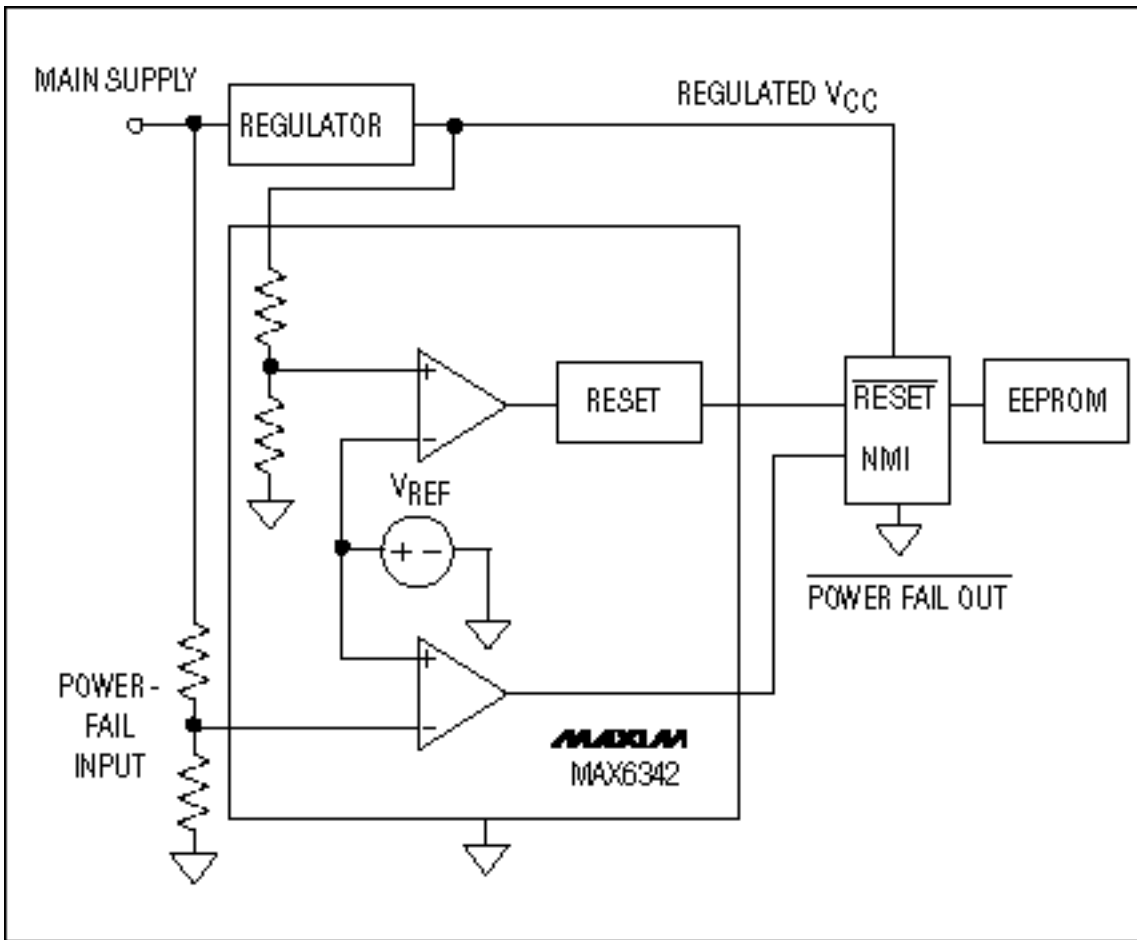 MAIN SUPPLY
REGULATOR
REGULATED VCC
+
RESET
RESET
EEPROM
-
NMI
VREF
+ -
POWER FAIL OUT
+
POWER-
FAIL
INPUT
-
MAXIM
MAX6342